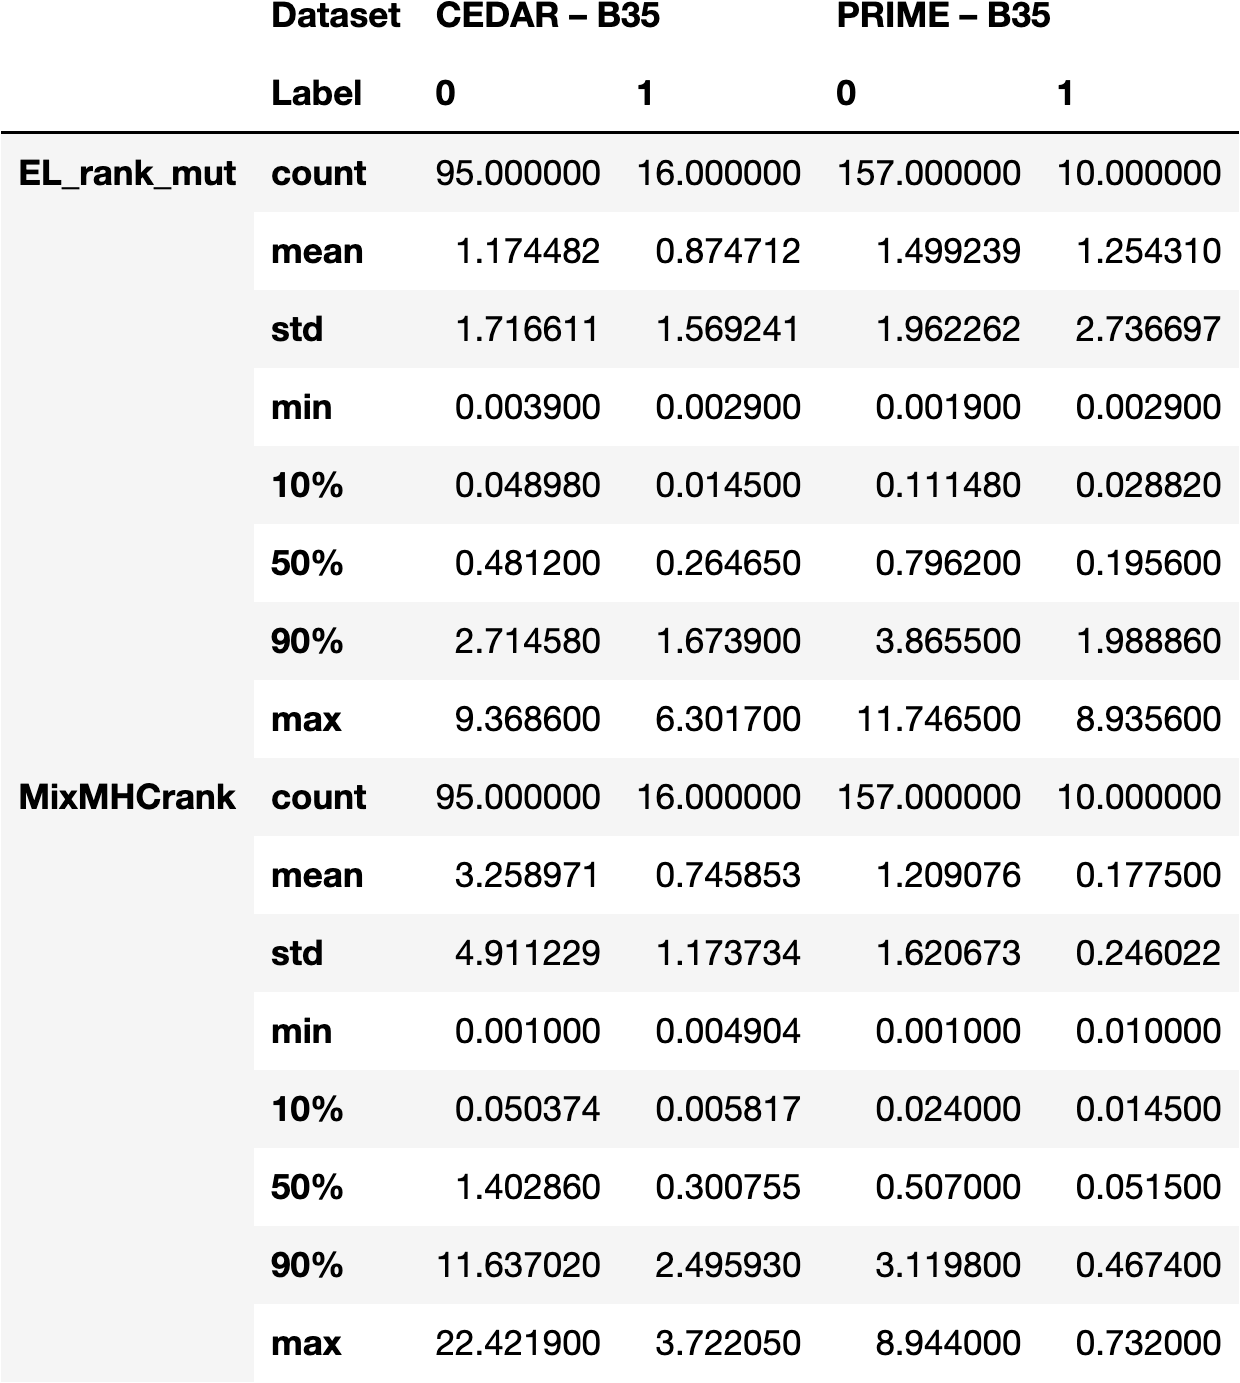 Dataset CEDAR – B35 PRIME – B35
Label 0 1 0 1
EL_rank_mut count 95.000000 16.000000 157.000000 10.000000
mean 1.174482 0.874712 1.499239 1.254310
std 1.716611 1.569241 1.962262 2.736697
min 0.003900 0.002900 0.001900 0.002900
10% 0.048980 0.014500 0.111480 0.028820
50% 0.481200 0.264650 0.796200 0.195600
90% 2.714580 1.673900 3.865500 1.988860
max 9.368600 6.301700 11.746500 8.935600
MixMHCrank count 95.000000 16.000000 157.000000 10.000000
mean 3.258971 0.745853 1.209076 0.177500
std 4.911229 1.173734 1.620673 0.246022
min 0.001000 0.004904 0.001000 0.010000
10% 0.050374 0.005817 0.024000 0.014500
50% 1.402860 0.300755 0.507000 0.051500
90% 11.637020 2.495930 3.119800 0.467400
max 22.421900 3.722050 8.944000 0.732000